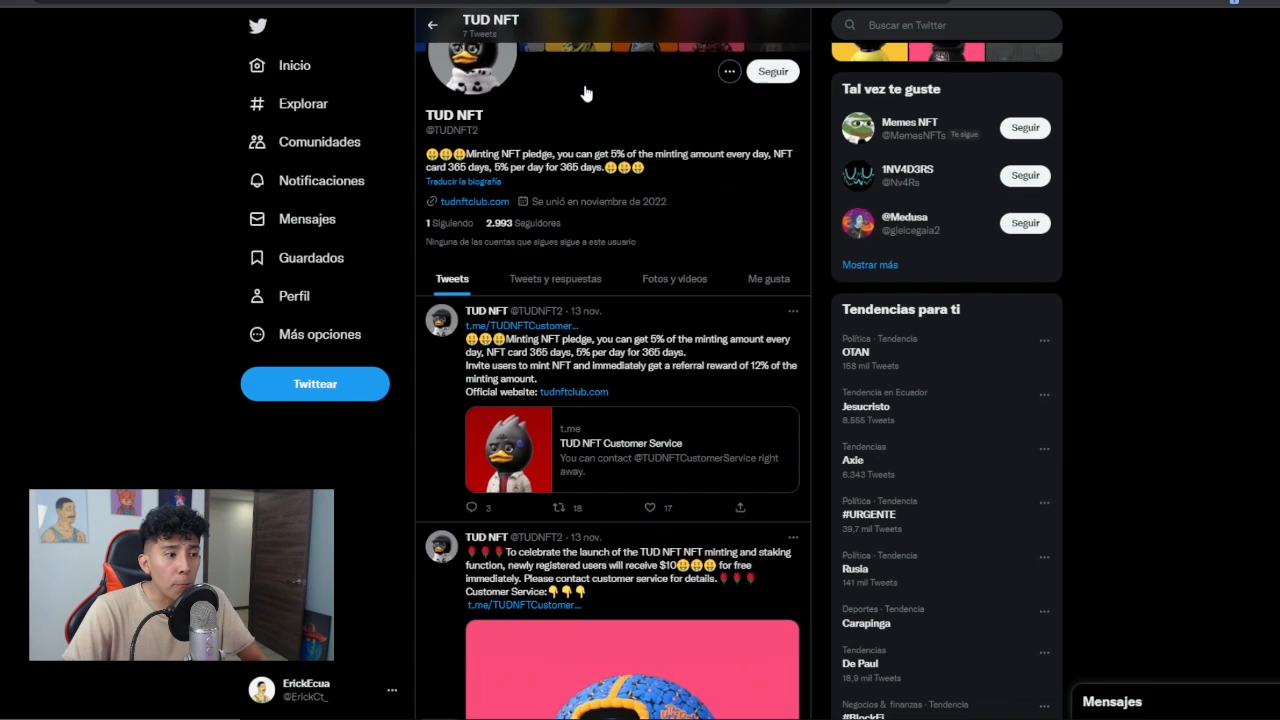 TUD NFT
7 Tweets
Buscar en Twitter
Inicio
Explorar
Comunidades
Notificaciones
Mensajes
Guardados
Perfil
Más opciones
Twittear
ErickEcua
@ErickCt_
Seguir
TUD NFT
@TUDNFT2
🤑🤑🤑Minting NFT pledge, you can get 5% of the minting amount every day, NFT
card 365 days, 5% per day for 365 days.🤑🤑🤑
Traducir la biografía
tudnftclub.com Se unió en noviembre de 2022
1 Siguiendo 2.993 Seguidores
Ninguna de las cuentas que sigues sigue a este usuario
Tweets Tweets y respuestas Fotos y videos Me gusta
TUD NFT @TUDNFT2 · 13 nov.
t.me/TUDNFTCustomer...
🤑🤑🤑Minting NFT pledge, you can get 5% of the minting amount every
day, NFT card 365 days, 5% per day for 365 days.
Invite users to mint NFT and immediately get a referral reward of 12% of the
minting amount.
Official website: tudnftclub.com
t.me
TUD NFT Customer Service
You can contact @TUDNFTCustomerService right
away.
3 18 17
TUD NFT @TUDNFT2 · 13 nov.
🌹🌹🌹To celebrate the launch of the TUD NFT NFT minting and staking
function, newly registered users will receive $10🤑🤑🤑 for free
immediately. Please contact customer service for details.🌹🌹🌹
Customer Service:👇👇👇
t.me/TUDNFTCustomer...
Tal vez te guste
Memes NFT
@MemesNFTs Te sigue
Seguir
1NV4D3RS
@Nv4Rs
Seguir
@Medusa
@gleicegaia2
Seguir
Mostrar más
Tendencias para ti
Política · Tendencia
OTAN
158 mil Tweets
Tendencia en Ecuador
Jesucristo
8.555 Tweets
Tendencias
Axie
6.343 Tweets
Política · Tendencia
#URGENTE
39,7 mil Tweets
Política · Tendencia
Rusia
141 mil Tweets
Deportes · Tendencia
Carapinga
Tendencias
De Paul
18,9 mil Tweets
Negocios & finanzas · Tendencia
#BlockFi
Mensajes